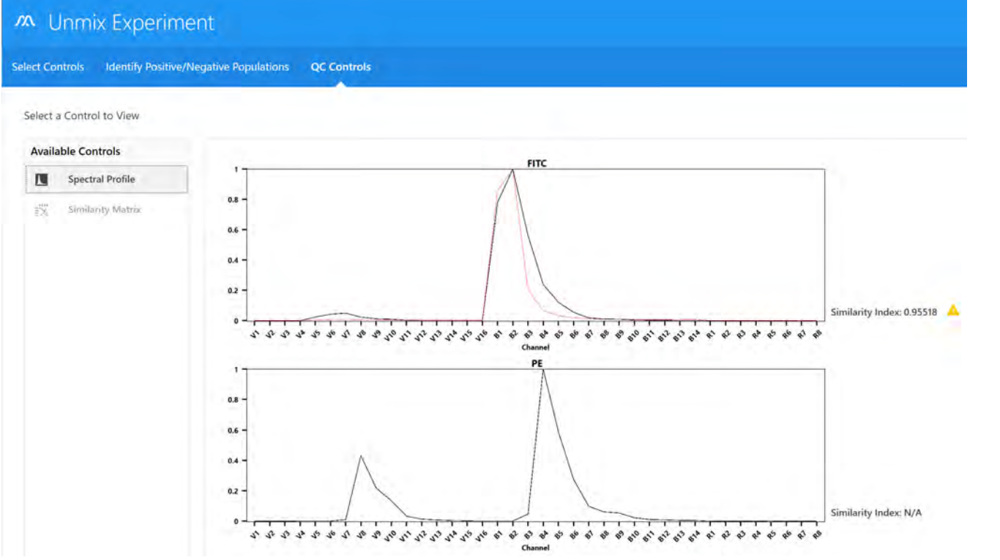 Unmix Experiment
Select Controls Identify Positive/Negative Populations QC Controls
Select a Control to View
Available Controls
Spectral Profile
Similarity Matrix
FITC
1
0.8
0.6
0.4
0.2
0
V1 V2 V3 V4 V5 V6 V7 V8 V9 V10 V11 V12 V13 V14 V15 V16 B1 B2 B3 B4 B5 B6 B7 B8 B9 B10 B11 B12 B13 B14 R1 R2 R3 R4 R5 R6 R7 R8
Channel
Similarity Index: 0.95518
PE
1
0.8
0.6
0.4
0.2
0
V1 V2 V3 V4 V5 V6 V7 V8 V9 V10 V11 V12 V13 V14 V15 V16 B1 B2 B3 B4 B5 B6 B7 B8 B9 B10 B11 B12 B13 B14 R1 R2 R3 R4 R5 R6 R7 R8
Channel
Similarity Index: N/A